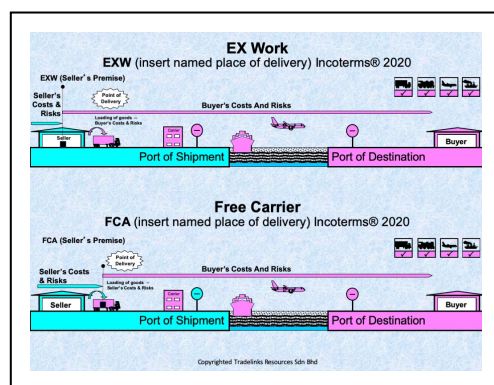 EX Work
EXW (insert named place of delivery) Incoterms® 2020
EXW (Seller's Premise)
Seller's
Costs &
Risks
Point of
Delivery
Buyer's Costs And Risks
Loading of goods –
Buyer's Costs & Risks
Seller
Carrier
Buyer
Port of Shipment
Port of Destination
Free Carrier
FCA (insert named place of delivery) Incoterms® 2020
FCA (Seller's Premise)
Point of
Delivery
Seller's Costs
& Risks
Buyer's Costs And Risks
Loading of goods –
Seller's Costs & Risks
Seller
Carrier
Buyer
Port of Shipment
Port of Destination
Copyrighted Tradelinks Resources Sdn Bhd